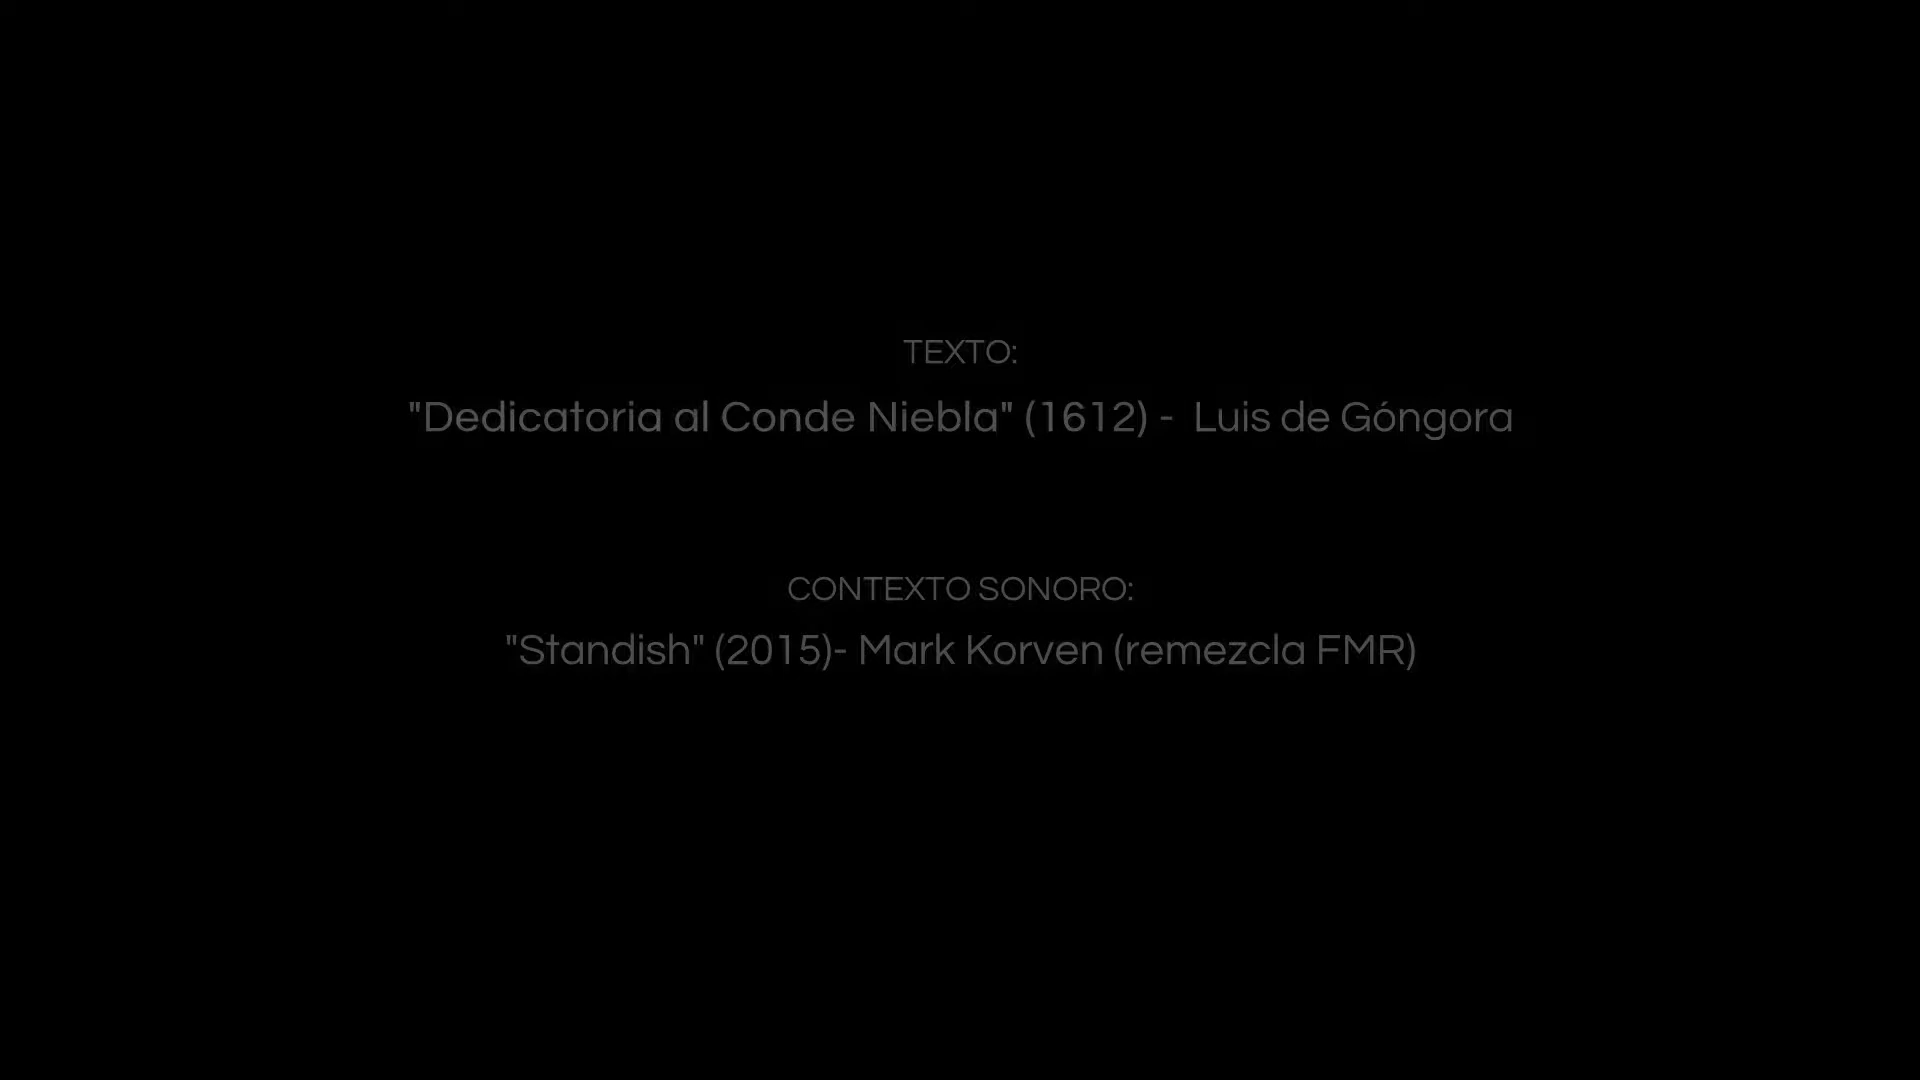 TEXTO:
"Dedicatoria al Conde Niebla" (1612) -  Luis de Góngora
CONTEXTO SONORO:
"Standish" (2015)- Mark Korven (remezcla FMR)